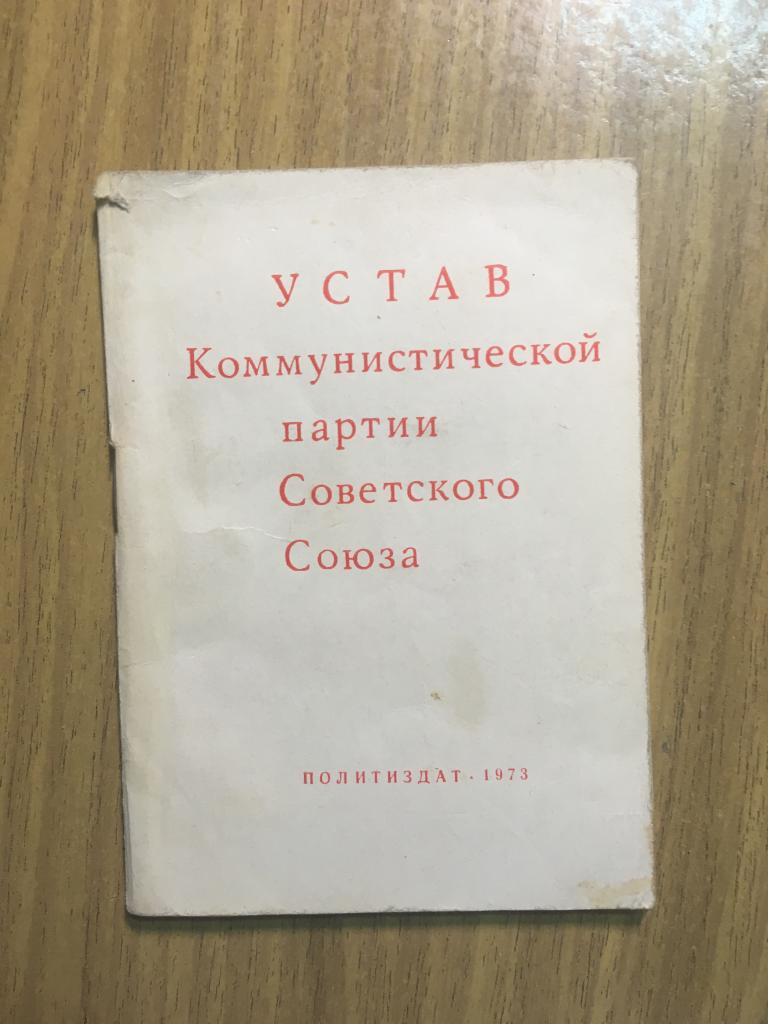 УСТАВ
Коммунистической
партии
Советского
Союза
ПОЛИТИЗДАТ · 1973